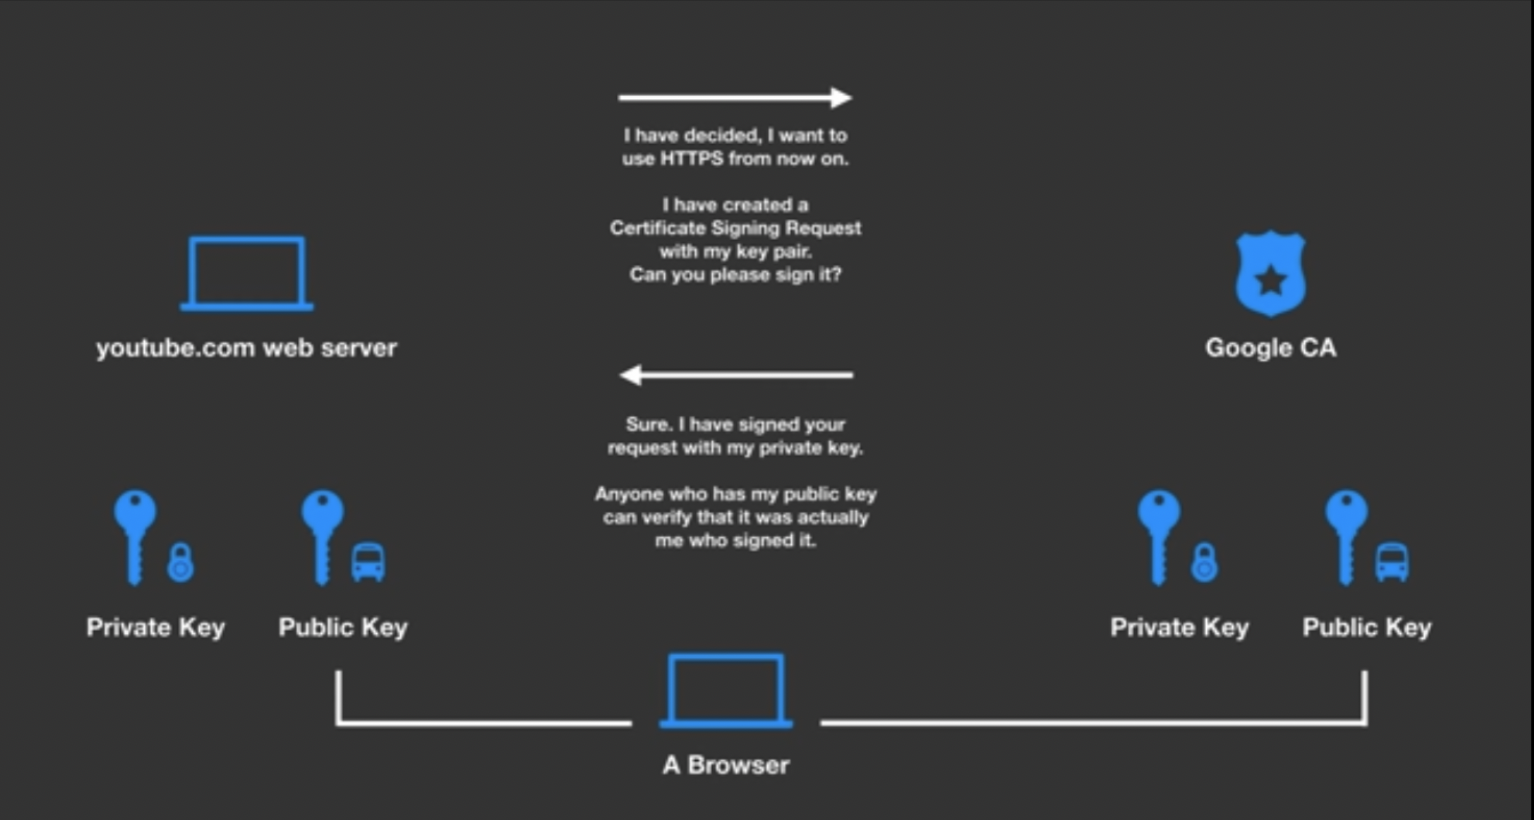 I have decided, I want to
use HTTPS from now on.
I have created a
Certificate Signing Request
with my key pair.
Can you please sign it?
youtube.com web server
Google CA
Sure. I have signed your
request with my private key.
Anyone who has my public key
can verify that it was actually
me who signed it.
Private Key
Public Key
Private Key
Public Key
A Browser